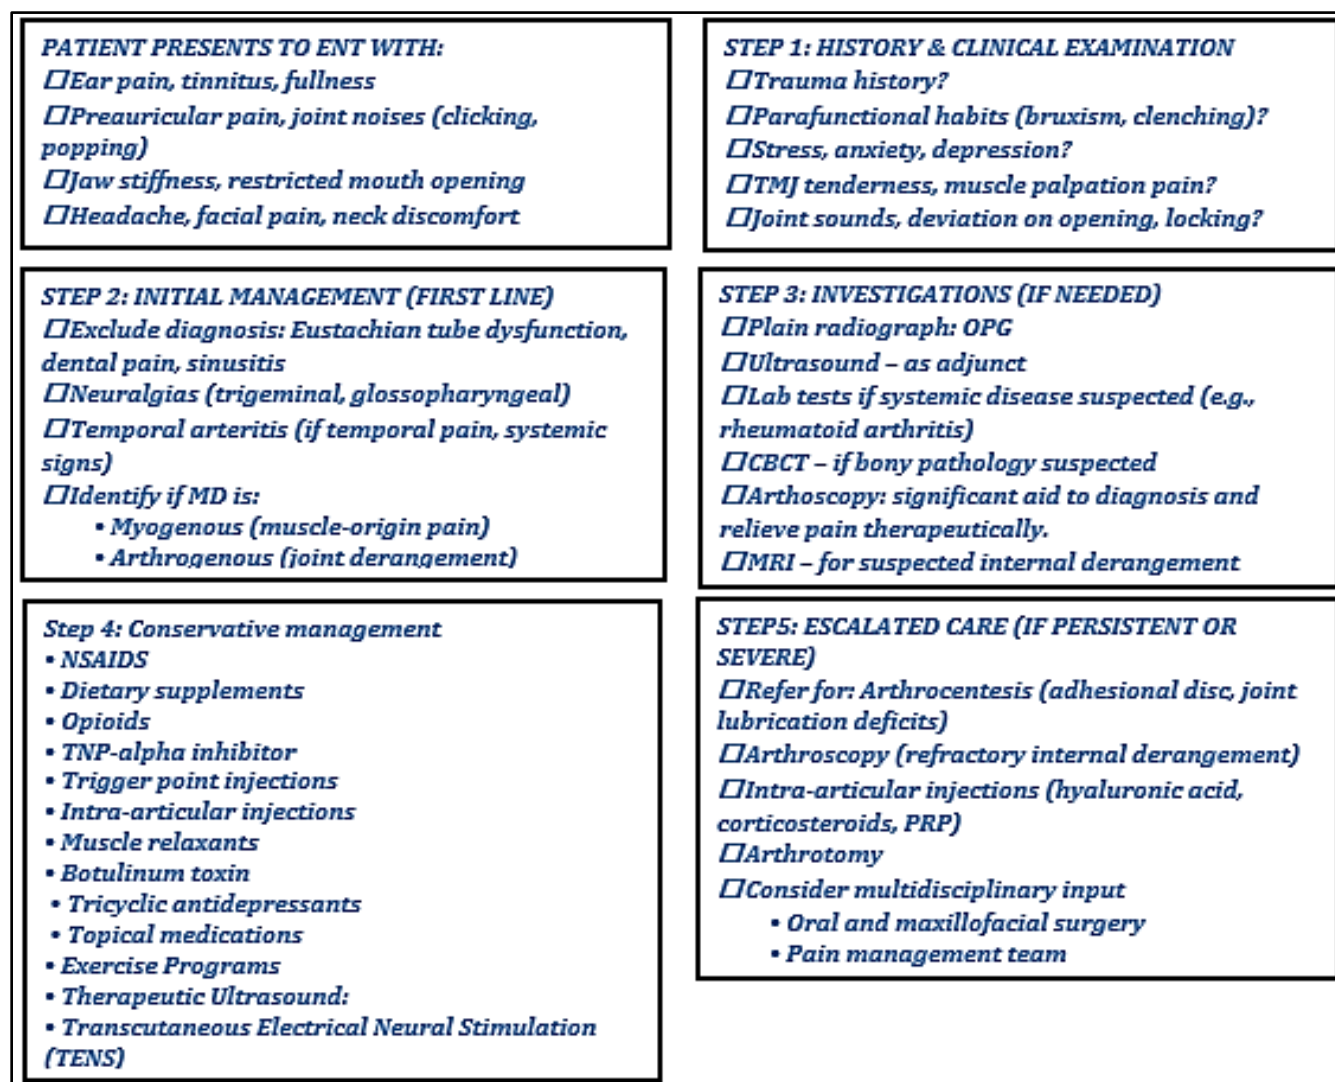 PATIENT PRESENTS TO ENT WITH:
☐Ear pain, tinnitus, fullness
☐Preauricular pain, joint noises (clicking,
popping)
☐Jaw stiffness, restricted mouth opening
☐Headache, facial pain, neck discomfort
STEP 1: HISTORY & CLINICAL EXAMINATION
☐Trauma history?
☐Parafunctional habits (bruxism, clenching)?
☐Stress, anxiety, depression?
☐TMJ tenderness, muscle palpation pain?
☐Joint sounds, deviation on opening, locking?
STEP 2: INITIAL MANAGEMENT (FIRST LINE)
☐Exclude diagnosis: Eustachian tube dysfunction,
dental pain, sinusitis
☐Neuralgias (trigeminal, glossopharyngeal)
☐Temporal arteritis (if temporal pain, systemic
signs)
☐Identify if MD is:
• Myogenous (muscle-origin pain)
• Arthrogenous (joint derangement)
STEP 3: INVESTIGATIONS (IF NEEDED)
☐Plain radiograph: OPG
☐Ultrasound – as adjunct
☐Lab tests if systemic disease suspected (e.g.,
rheumatoid arthritis)
☐CBCT – if bony pathology suspected
☐Arthoscopy: significant aid to diagnosis and
relieve pain therapeutically.
☐MRI – for suspected internal derangement
Step 4: Conservative management
• NSAIDS
• Dietary supplements
• Opioids
• TNP-alpha inhibitor
• Trigger point injections
• Intra-articular injections
• Muscle relaxants
• Botulinum toxin
• Tricyclic antidepressants
• Topical medications
• Exercise Programs
• Therapeutic Ultrasound:
• Transcutaneous Electrical Neural Stimulation
(TENS)
STEP5: ESCALATED CARE (IF PERSISTENT OR
SEVERE)
☐Refer for: Arthrocentesis (adhesional disc, joint
lubrication deficits)
☐Arthroscopy (refractory internal derangement)
☐Intra-articular injections (hyaluronic acid,
corticosteroids, PRP)
☐Arthrotomy
☐Consider multidisciplinary input
• Oral and maxillofacial surgery
• Pain management team